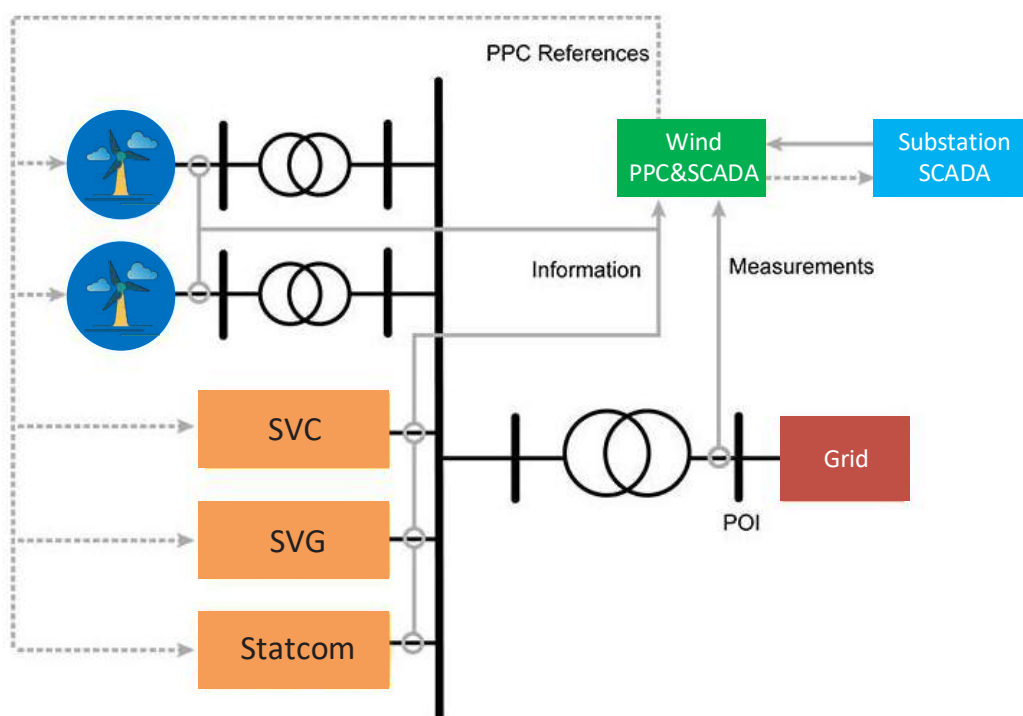 PPC References
Wind
PPC&SCADA
Substation
SCADA
Information
Measurements
SVC
SVG
Statcom
Grid
POI